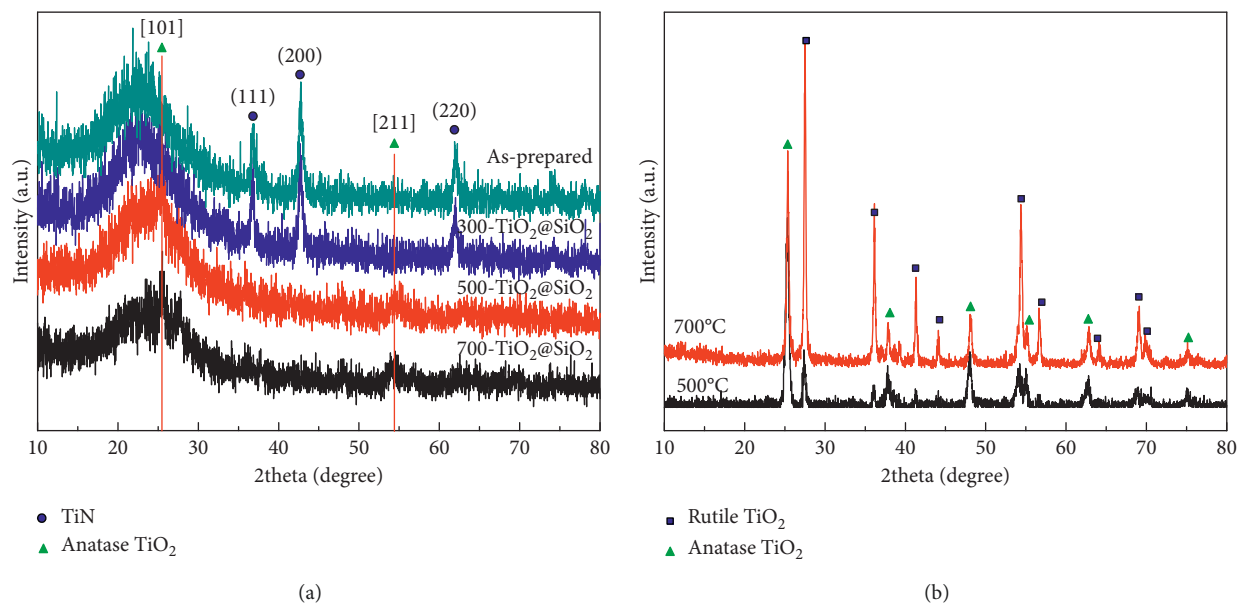 [101]
(200)
(111)
[211]
(220)
As-prepared
300-TiO₂@SiO₂
500-TiO₂@SiO₂
700-TiO₂@SiO₂
Intensity (a.u.)
10 20 30 40 50 60 70 80
2theta (degree)
TiN
Anatase TiO₂
(a)
700°C
500°C
Intensity (a.u.)
10 20 30 40 50 60 70 80
2theta (degree)
Rutile TiO₂
Anatase TiO₂
(b)